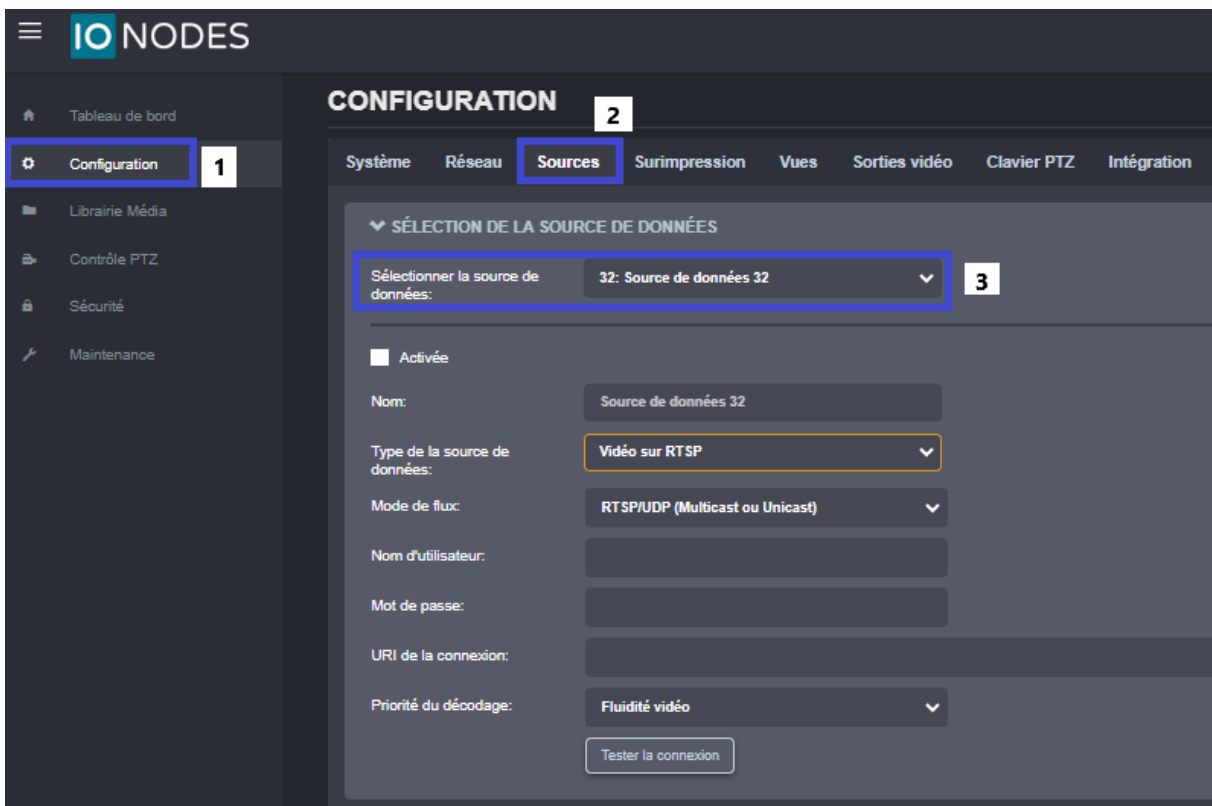 IO NODES
Tableau de bord
Configuration
1
Librairie Média
Contrôle PTZ
Sécurité
Maintenance
CONFIGURATION
2
Système Réseau Sources Surimpression Vues Sorties vidéo Clavier PTZ Intégration
SÉLECTION DE LA SOURCE DE DONNÉES
Sélectionner la source de
données:
32: Source de données 32
3
Activée
Nom:
Source de données 32
Type de la source de
données:
Vidéo sur RTSP
Mode de flux:
RTSP/UDP (Multicast ou Unicast)
Nom d'utilisateur:
Mot de passe:
URI de la connexion:
Priorité du décodage:
Fluidité vidéo
Tester la connexion